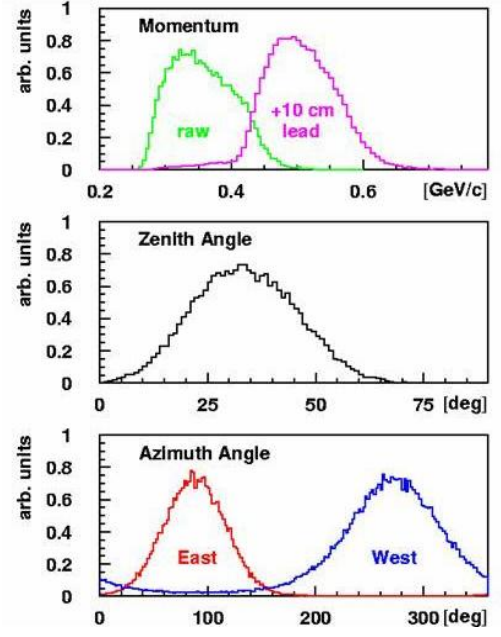 arb. units
1
0.8
0.6
0.4
0.2
0
Momentum
raw
+10 cm
lead
0.2
0.4
0.6
[GeV/c]
arb. units
1
0.8
0.6
0.4
0.2
0
Zenith Angle
0
25
50
75
[deg]
arb. units
1
0.8
0.6
0.4
0.2
0
Azimuth Angle
East
West
0
100
200
300
[deg]